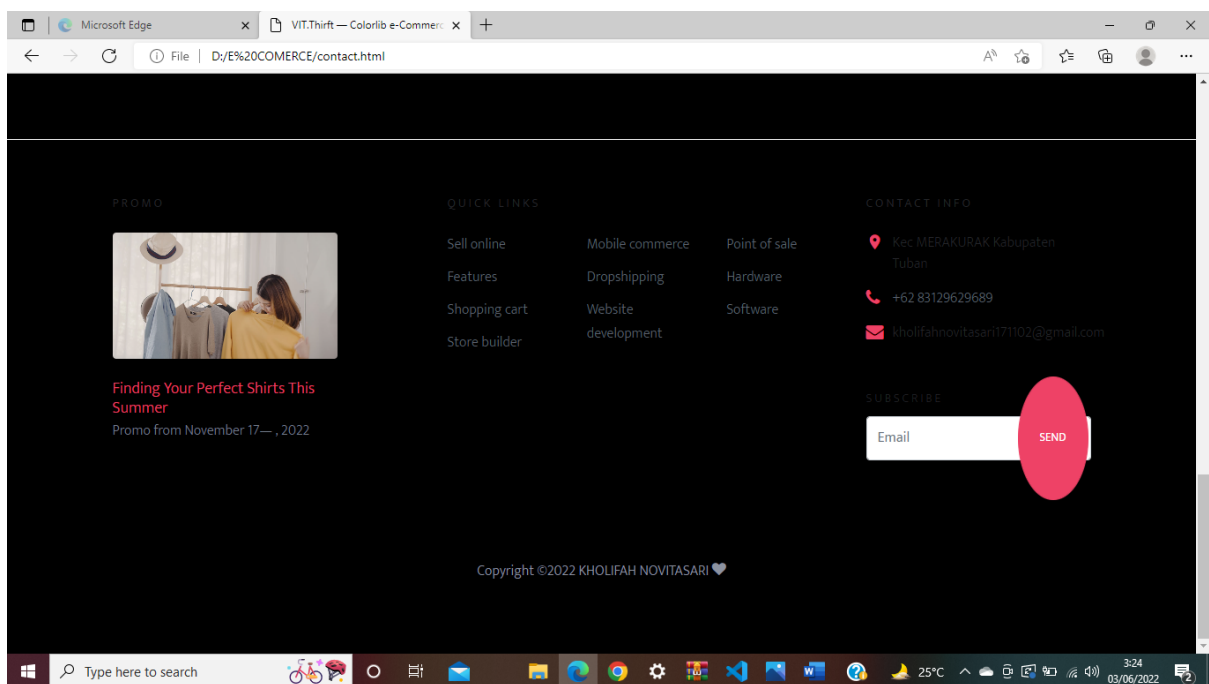 Microsoft Edge
VIT.Thirft — Colorlib e-Commerc
File
D:/E%20COMERCE/contact.html
PROMO
Finding Your Perfect Shirts This
Summer
Promo from November 17— , 2022
QUICK LINKS
Sell online
Features
Shopping cart
Store builder
Mobile commerce
Dropshipping
Website
development
Point of sale
Hardware
Software
CONTACT INFO
Kec MERAKURAK Kabupaten
Tuban
+62 83129629689
kholifahnovitasari171102@gmail.com
SUBSCRIBE
Email
SEND
Copyright ©2022 KHOLIFAH NOVITASARI
Type here to search
25°C
3:24
03/06/2022
2